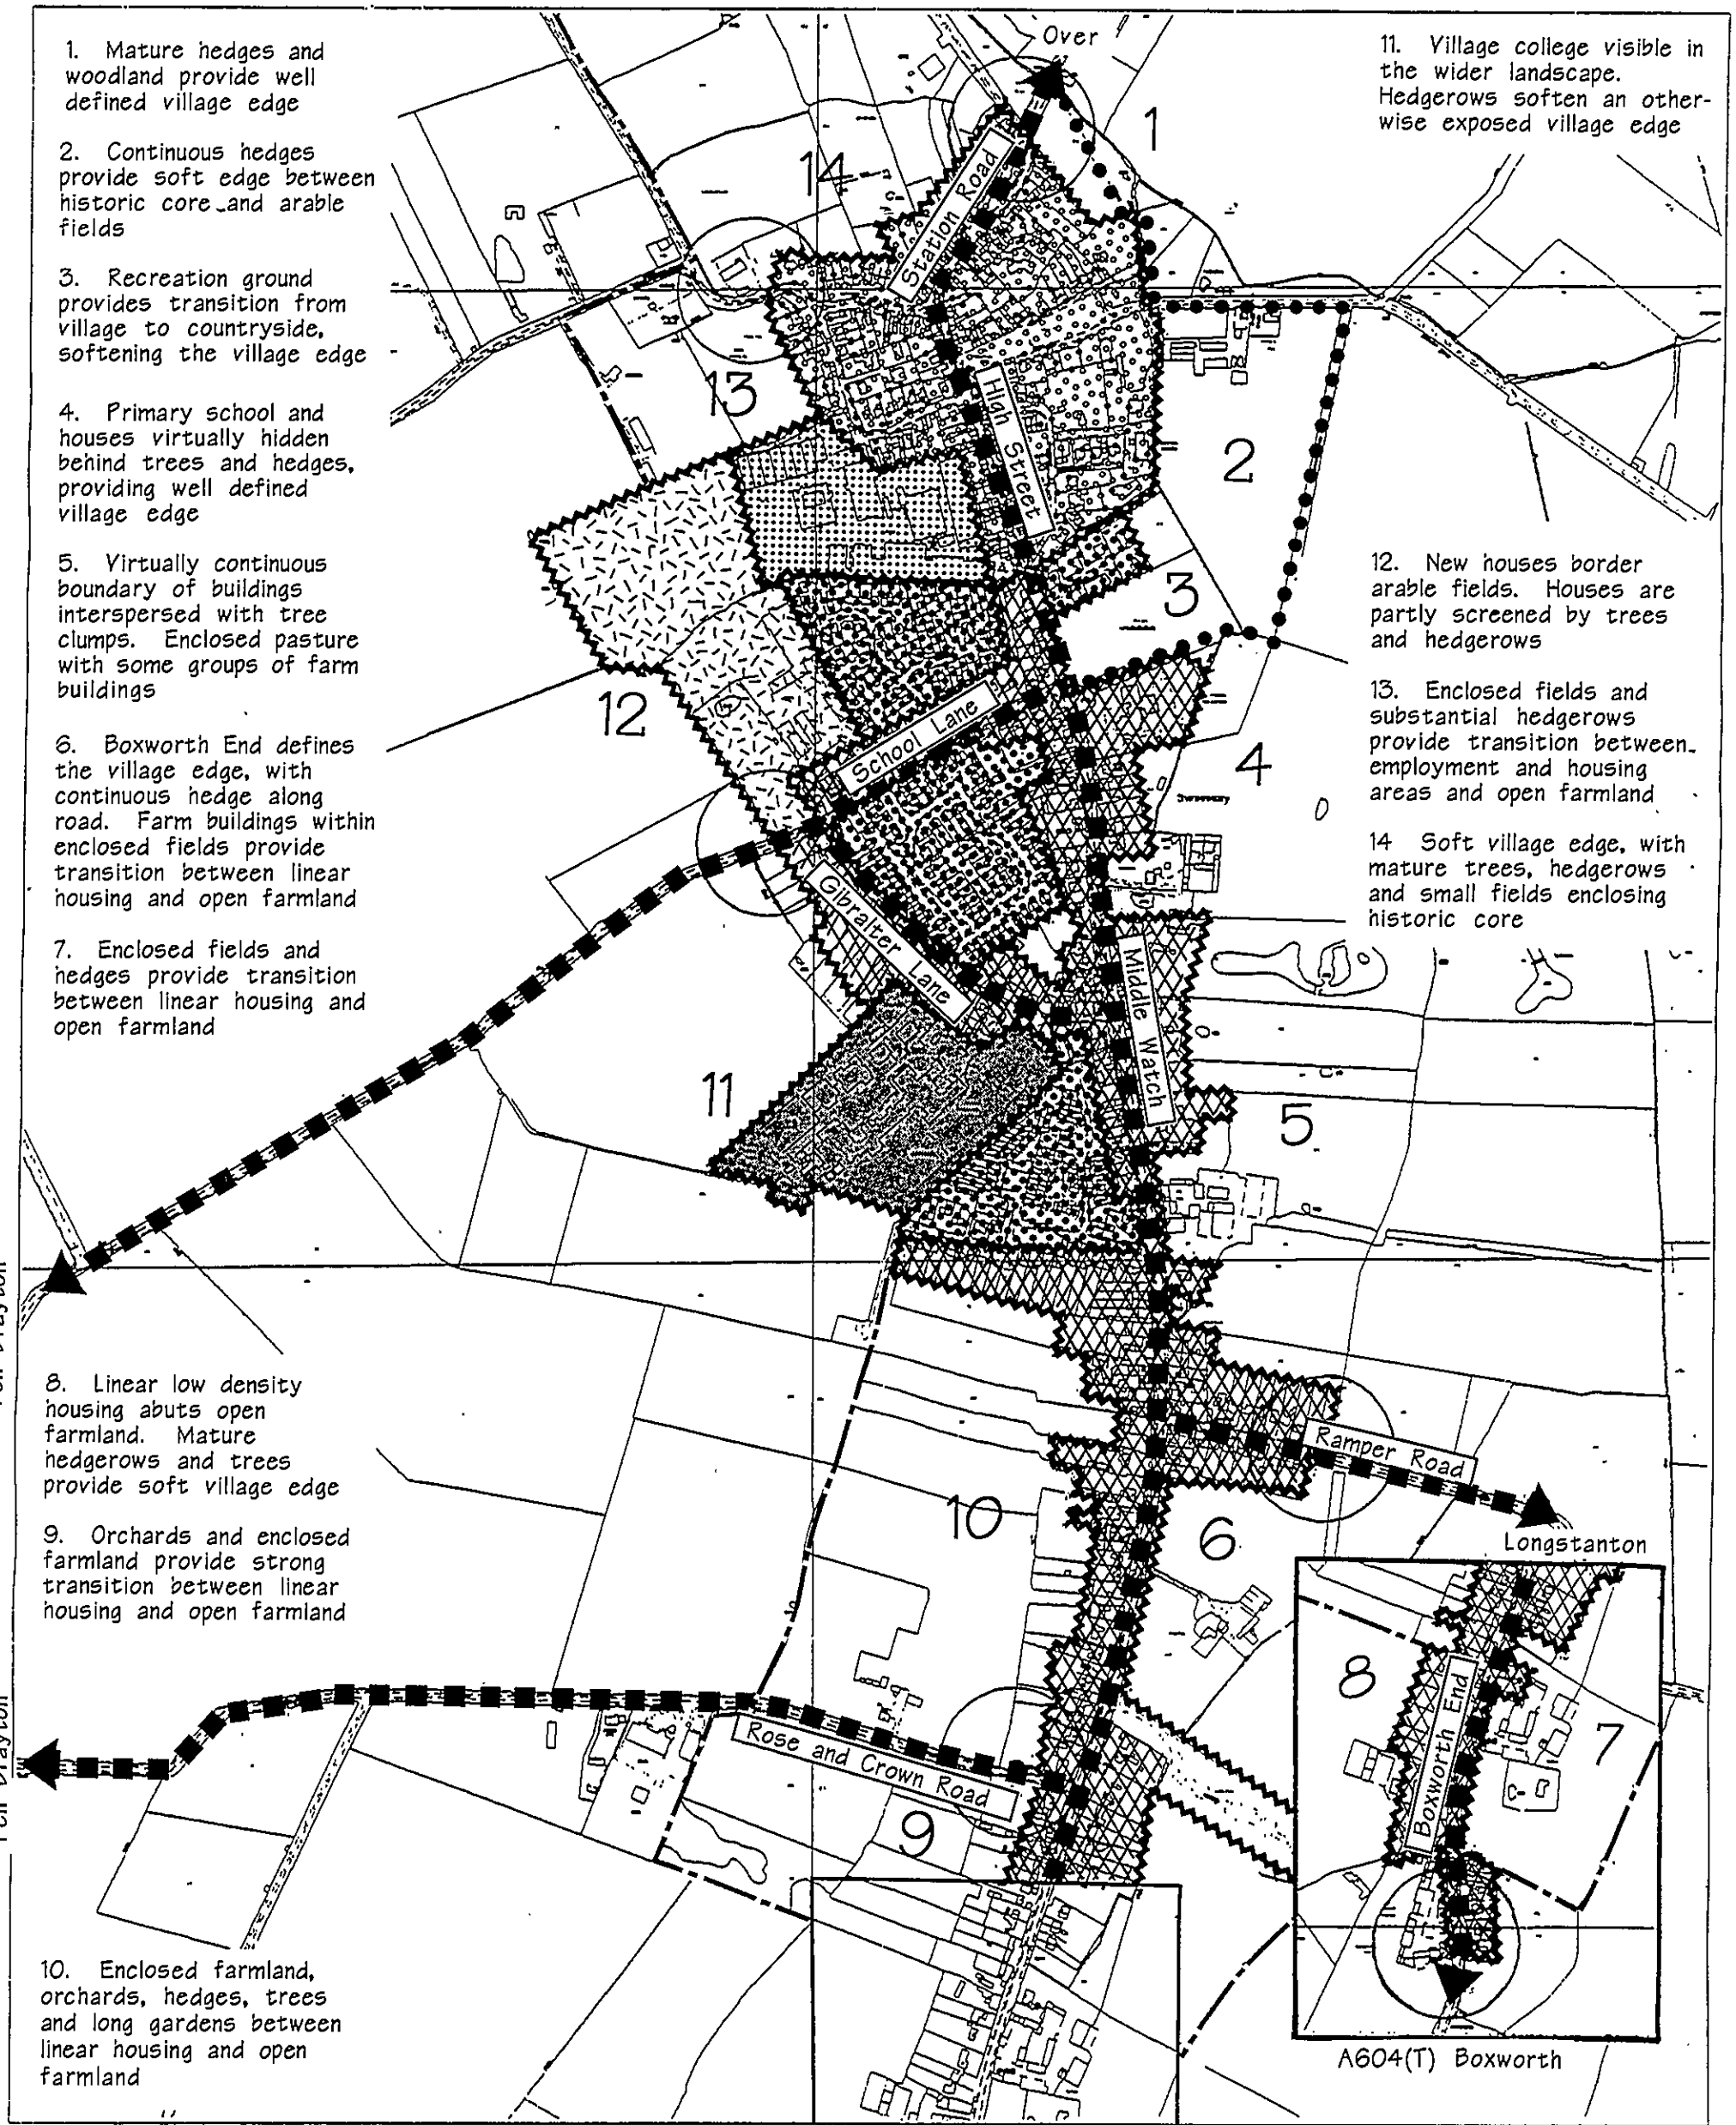 1. Mature hedges and
woodland provide well
defined village edge
2. Continuous hedges
provide soft edge between
historic core and arable
fields
3. Recreation ground
provides transition from
village to countryside,
softening the village edge
4. Primary school and
houses virtually hidden
behind trees and hedges,
providing well defined
village edge
5. Virtually continuous
boundary of buildings
interspersed with tree
clumps. Enclosed pasture
with some groups of farm
buildings
6. Boxworth End defines
the village edge, with
continuous hedge along
road. Farm buildings within
enclosed fields provide
transition between linear
housing and open farmland
7. Enclosed fields and
hedges provide transition
between linear housing and
open farmland
8. Linear low density
housing abuts open
farmland. Mature
hedgerows and trees
provide soft village edge
9. Orchards and enclosed
farmland provide strong
transition between linear
housing and open farmland
10. Enclosed farmland,
orchards, hedges, trees
and long gardens between
linear housing and open
farmland
11. Village college visible in
the wider landscape.
Hedgerows soften an other-
wise exposed village edge
12. New houses border
arable fields. Houses are
partly screened by trees
and hedgerows
13. Enclosed fields and
substantial hedgerows
provide transition between
employment and housing
areas and open farmland
14 Soft village edge, with
mature trees, hedgerows
and small fields enclosing
historic core
Over
1
14
Station Road
13
High Street
2
3
12
School Lane
4
Swavesey
Gibralter Lane
Middle Watch
11
5
Ramper Road
10
6
Longstanton
8
Boxworth End
7
Rose and Crown Road
9
A604(T) Boxworth
Drayton